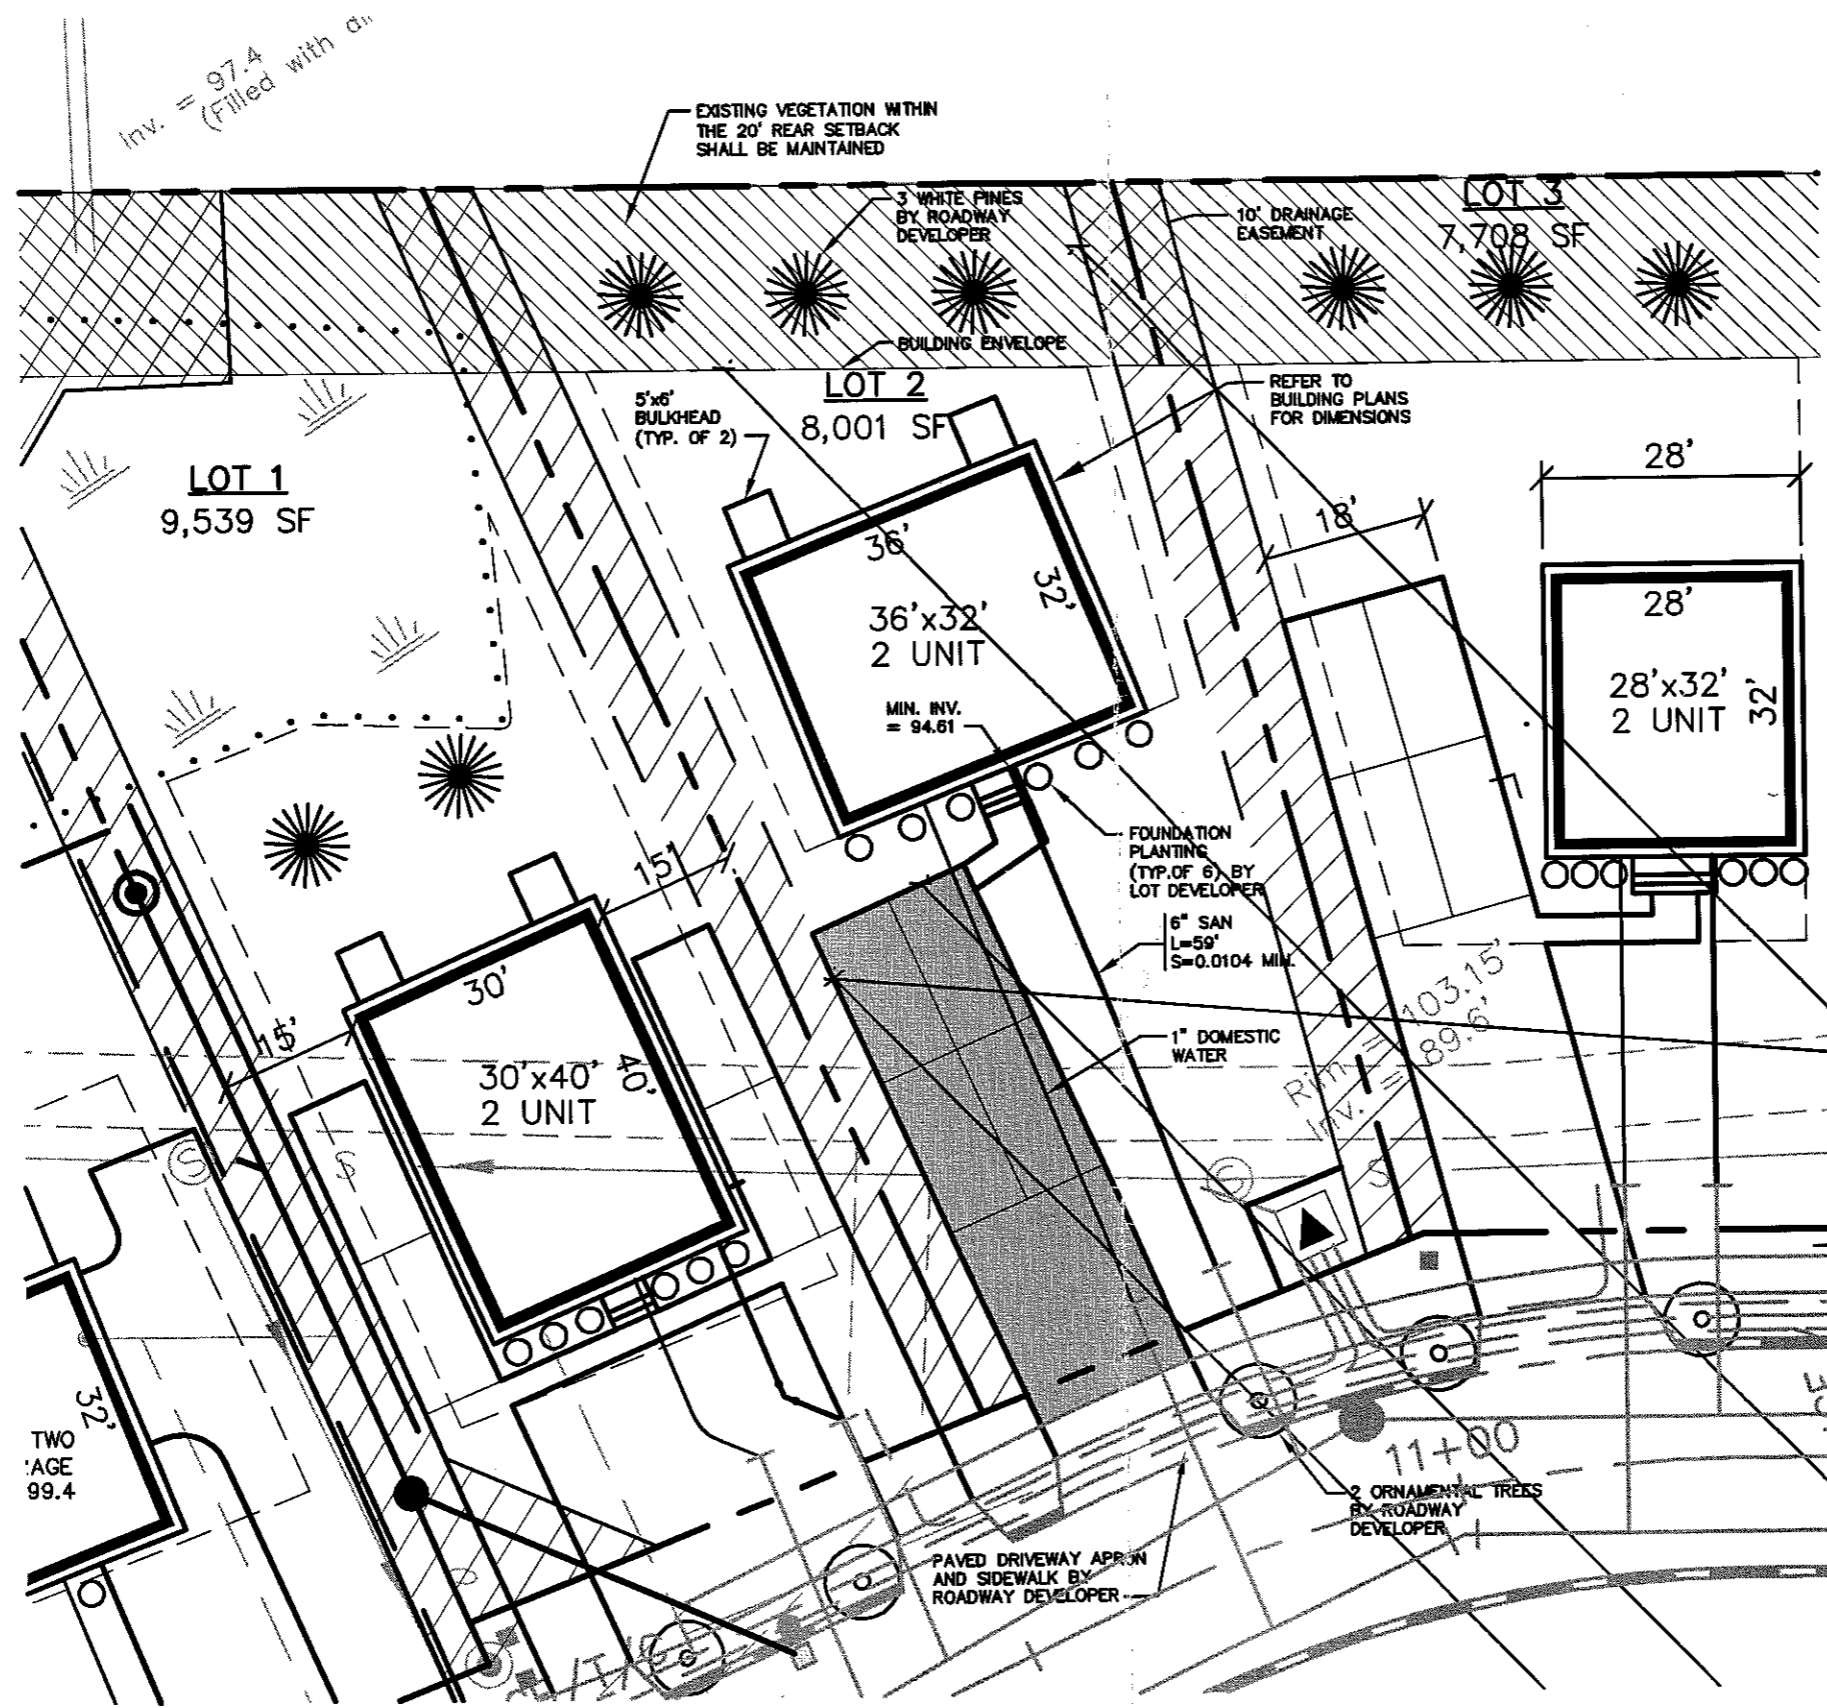 Inv. = 97.4
(Filled with
EXISTING VEGETATION WITHIN
THE 20' REAR SETBACK
SHALL BE MAINTAINED
3 WHITE PINES
BY ROADWAY
DEVELOPER
10' DRAINAGE
EASEMENT
LOT 3
7,708 SF
BUILDING ENVELOPE
LOT 2
8,001 SF
5'x6'
BULKHEAD
(TYP. OF 2)
REFER TO
BUILDING PLANS
FOR DIMENSIONS
LOT 1
9,539 SF
28'
18'
36'
32'
36'x32'
2 UNIT
28'
28'x32'
2 UNIT
32'
MIN. INV.
= 94.61
15'
FOUNDATION
PLANTING
(TYP.OF 6) BY
LOT DEVELOPER
6" SAN
L=59'
S=0.0104 MIN.
30'
15'
30'x40'
2 UNIT
40'
1" DOMESTIC
WATER
Rim = 103.15'
Inv. = 89.6'
S
S
S
S
32'
TWO
AGE
99.4
11+00
2 ORNAMENTAL TREES
BY ROADWAY
DEVELOPER
PAVED DRIVEWAY APRON
AND SIDEWALK BY
ROADWAY DEVELOPER